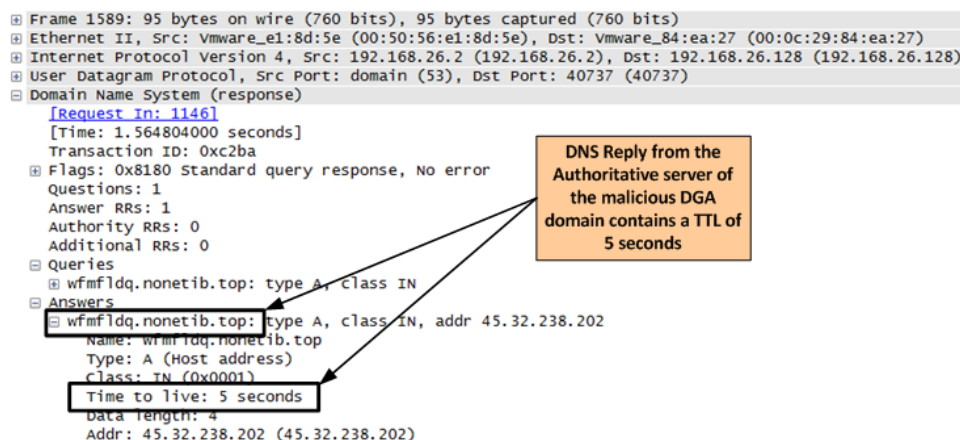 Frame 1589: 95 bytes on wire (760 bits), 95 bytes captured (760 bits)
Ethernet II, Src: Vmware_e1:8d:5e (00:50:56:e1:8d:5e), Dst: Vmware_84:ea:27 (00:0c:29:84:ea:27)
Internet Protocol Version 4, Src: 192.168.26.2 (192.168.26.2), Dst: 192.168.26.128 (192.168.26.128)
User Datagram Protocol, Src Port: domain (53), Dst Port: 40737 (40737)
Domain Name System (response)
[Request In: 1146]
[Time: 1.564804000 seconds]
Transaction ID: 0xc2ba
Flags: 0x8180 Standard query response, No error
Questions: 1
Answer RRs: 1
Authority RRs: 0
Additional RRs: 0
Queries
wfmfldq.nonetib.top: type A, class IN
Answers
wfmfldq.nonetib.top: type A, class IN, addr 45.32.238.202
Name: wfmfldq.nonetib.top
Type: A (Host address)
Class: IN (0x0001)
Time to live: 5 seconds
Data length: 4
Addr: 45.32.238.202 (45.32.238.202)
DNS Reply from the
Authoritative server of
the malicious DGA
domain contains a TTL of
5 seconds